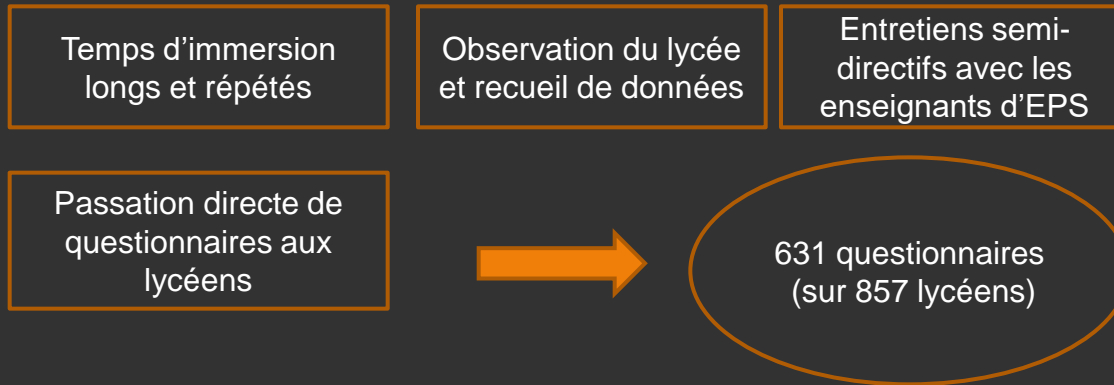 Temps d'immersion
longs et répétés
Observation du lycée
et recueil de données
Entretiens semi-
directifs avec les
enseignants d'EPS
Passation directe de
questionnaires aux
lycéens
631 questionnaires
(sur 857 lycéens)